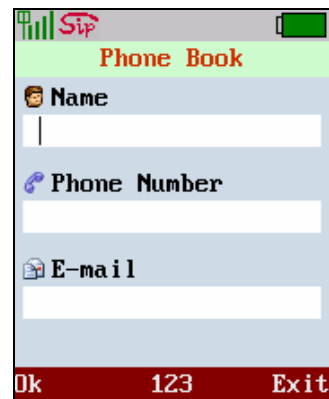 Sip
Phone Book
Name
Phone Number
E-mail
Ok 123 Exit